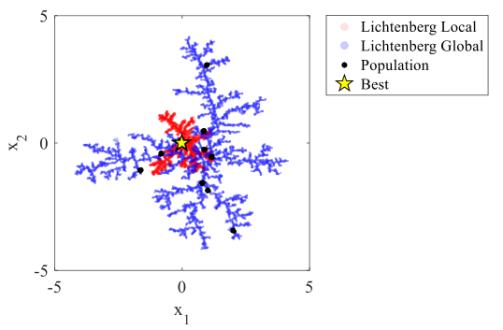 5
0
-5
-5
0
5
x2
x1
Lichtenberg Local
Lichtenberg Global
Population
Best